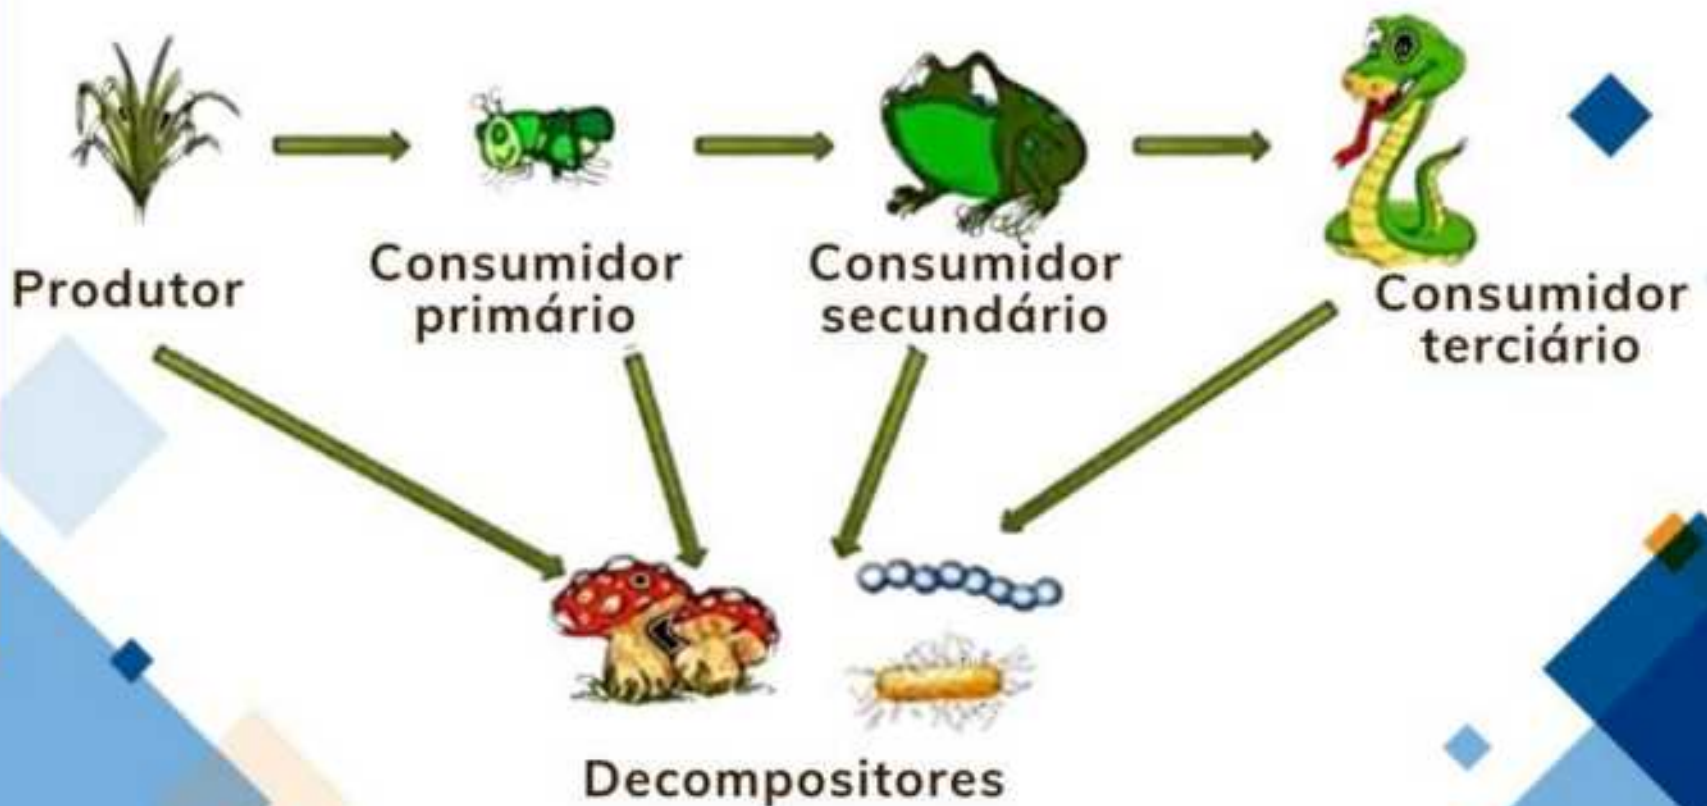 Produtor
Consumidor
primário
Consumidor
secundário
Consumidor
terciário
Decompositores